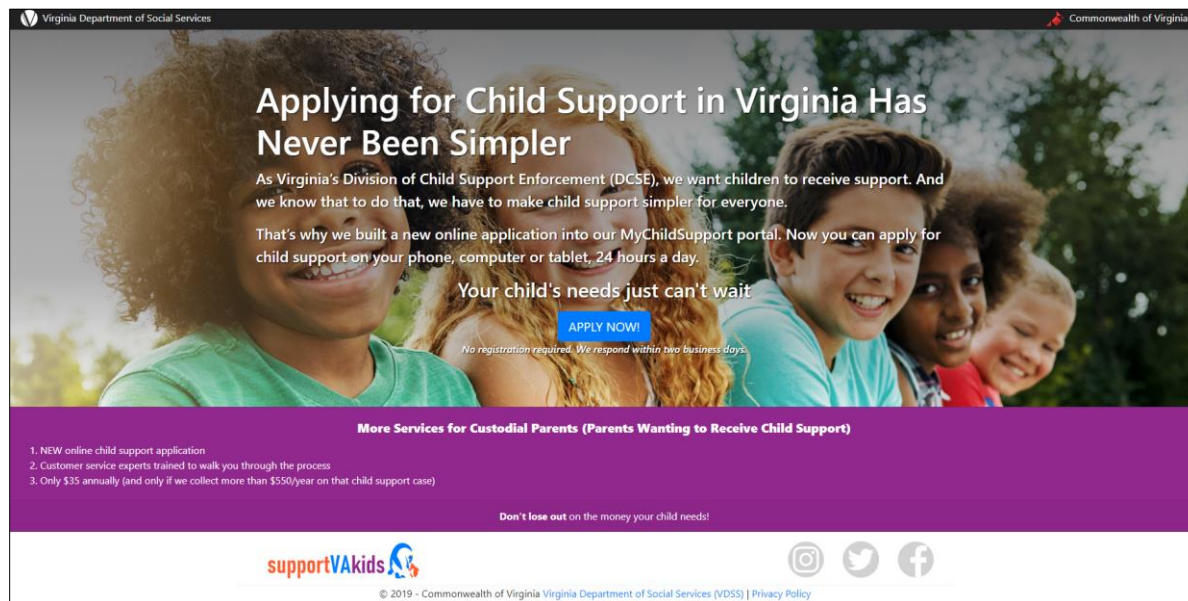 Virginia Department of Social Services
Commonwealth of Virginia
Applying for Child Support in Virginia Has
Never Been Simpler
As Virginia's Division of Child Support Enforcement (DCSE), we want children to receive support. And
we know that to do that, we have to make child support simpler for everyone.
That's why we built a new online application into our MyChildSupport portal. Now you can apply for
child support on your phone, computer or tablet, 24 hours a day.
Your child's needs just can't wait
APPLY NOW!
No registration required. We respond within two business days.
More Services for Custodial Parents (Parents Wanting to Receive Child Support)
1. NEW online child support application
2. Customer service experts trained to walk you through the process
3. Only $35 annually (and only if we collect more than $550/year on that child support case)
Don't lose out on the money your child needs!
supportVAkids
© 2019 - Commonwealth of Virginia Virginia Department of Social Services (VDSS) | Privacy Policy